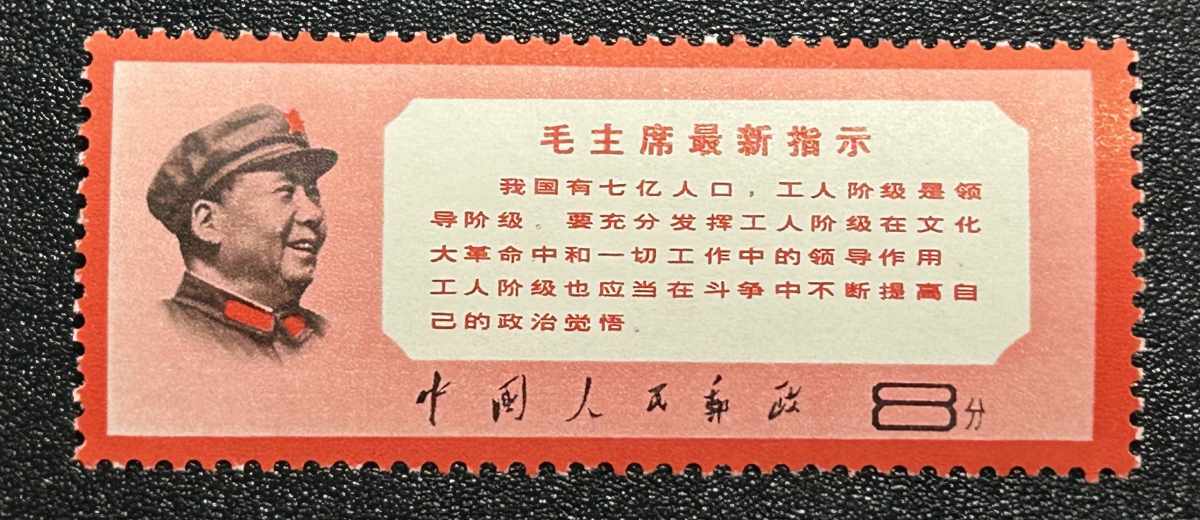 毛主席最新指示
我国有七亿人口，工人阶级是领
导阶级。要充分发挥工人阶级在文化
大革命中和一切工作中的领导作用
工人阶级也应当在斗争中不断提高自
己的政治觉悟.
中国人民郵政 8分